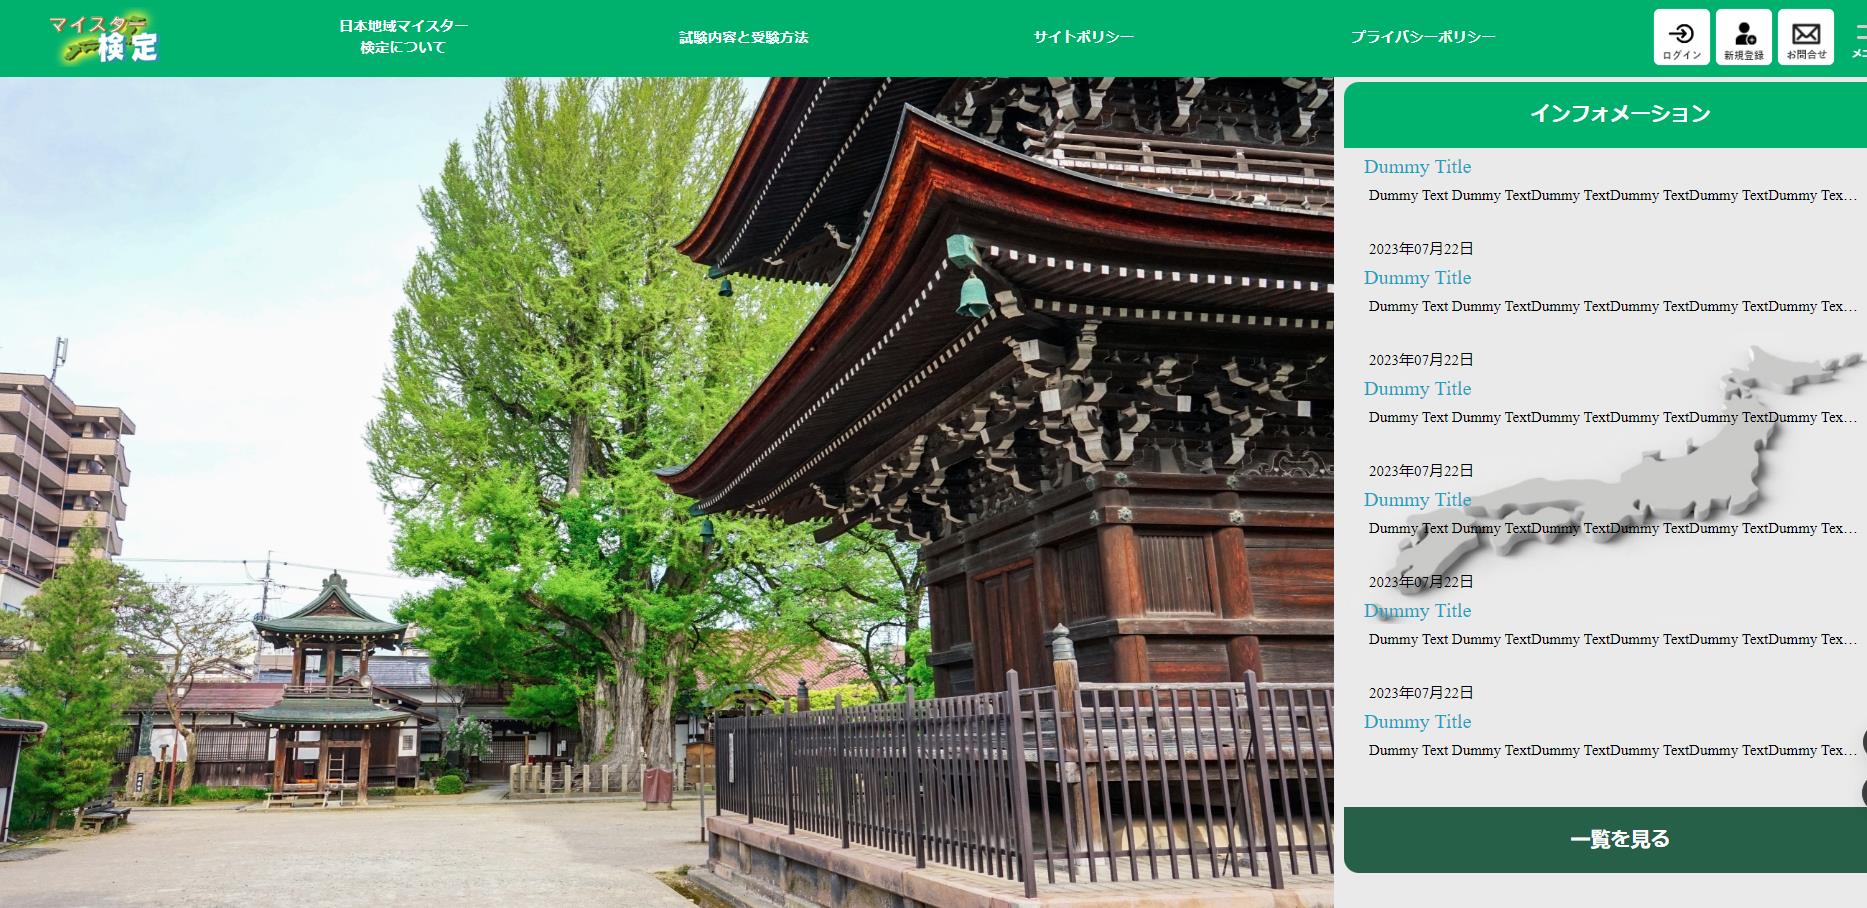 マイスター
検定
日本地域マイスター
検定について
試験内容と受験方法
サイトポリシー
プライバシーポリシー
ログイン
新規登録
お問合せ
インフォメーション
Dummy Title
Dummy Text Dummy TextDummy TextDummy TextDummy TextDummy Tex…
2023年07月22日
Dummy Title
Dummy Text Dummy TextDummy TextDummy TextDummy TextDummy Tex…
2023年07月22日
Dummy Title
Dummy Text Dummy TextDummy TextDummy TextDummy TextDummy Tex…
2023年07月22日
Dummy Title
Dummy Text Dummy TextDummy TextDummy TextDummy TextDummy Tex…
2023年07月22日
Dummy Title
Dummy Text Dummy TextDummy TextDummy TextDummy TextDummy Tex…
2023年07月22日
Dummy Title
Dummy Text Dummy TextDummy TextDummy TextDummy TextDummy Tex…
一覧を見る